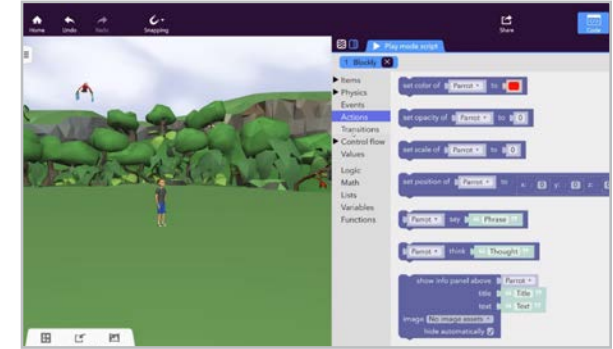 Home Undo Redo Snapping Share Code
Play mode script
1 Blockly
Items
Physics
Events
Actions
Transitions
Control flow
Values
Logic
Math
Lists
Variables
Functions
set color of Parrot to
set opacity of Parrot to 0
set scale of Parrot to 0
set position of Parrot to x: 0 y: 0 z: 0
Parrot say “ Phrase ”
Parrot think “ Thought ”
show info panel above Parrot
title “ Title ”
text “ Text ”
image No image assets
hide automatically